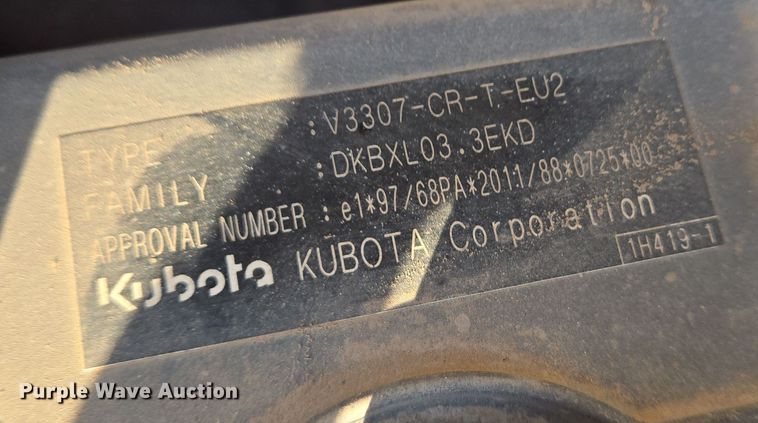 TYPE : V3307-CR-T-EU2
FAMILY : DKBXL03.3EKD
APPROVAL NUMBER : e1*97/68PA*2011/88*0725*00
Kubota KUBOTA Corporation
1H419-1
Purple Wave Auction